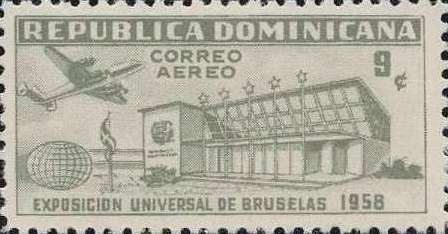 REPUBLICA DOMINICANA
CORREO
AEREO
9 ¢
EXPOSICION UNIVERSAL DE BRUSELAS 1958